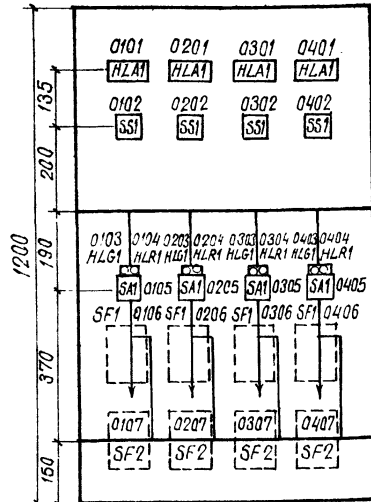 0101 0201 0301 0401
HLA1 HLA1 HLA1 HLA1
0102 0202 0302 0402
SS1 SS1 SS1 SS1
0103 0104 0203 0204 0303 0304 0403 0404
HLG1 HLR1 HLG1 HLR1 HLG1 HLR1 HLG1 HLR1
SA1 0105 SA1 0205 SA1 0305 SA1 0405
SF1 0106 SF1 0206 SF1 0306 SF1 0406
0107 0207 0307 0407
SF2 SF2 SF2 SF2
1200
135
200
190
370
150